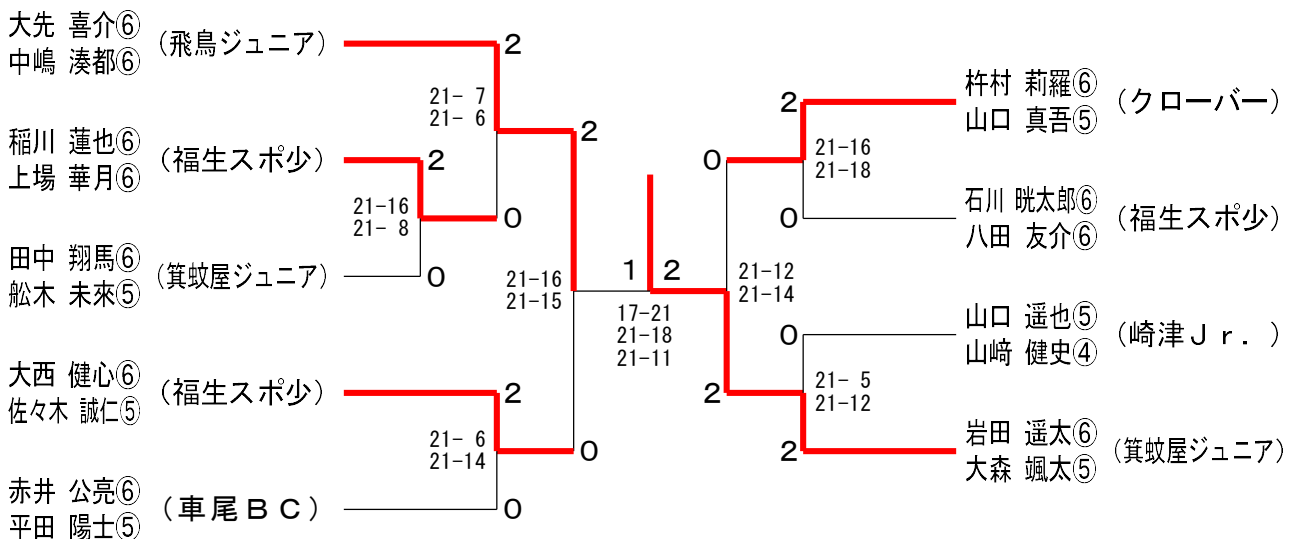 大先 喜介⑥
中嶋 湊都⑥
(飛鳥ジュニア)
2
21- 7
21- 6
2
稲川 蓮也⑥
上場 華月⑥
(福生スポ少)
2
21-16
21- 8
0
田中 翔馬⑥
舩木 未來⑤
(箕蚊屋ジュニア)
0
21-16
21-15
大西 健心⑥
佐々木 誠仁⑤
(福生スポ少)
2
21- 6
21-14
0
赤井 公亮⑥
平田 陽士⑤
(車尾BC)
0
1
2
17-21
21-18
21-11
杵村 莉羅⑥
山口 真吾⑤
(クローバー)
2
0
21-16
21-18
石川 晄太郎⑥
八田 友介⑥
(福生スポ少)
0
21-12
21-14
山口 遥也⑤
山﨑 健史④
(崎津Jr.)
0
2
21- 5
21-12
岩田 遥太⑥
大森 颯太⑤
(箕蚊屋ジュニア)
2